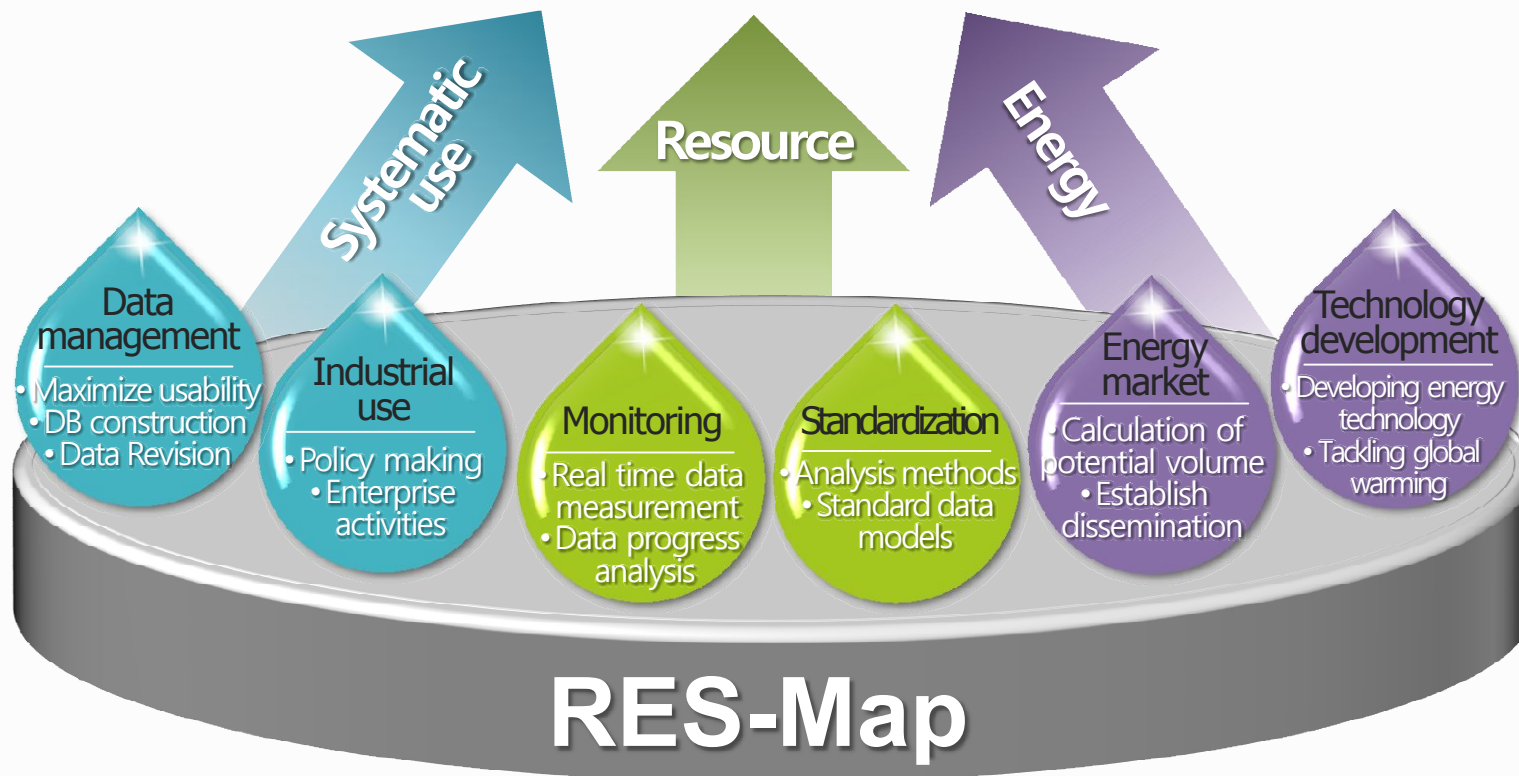 Systematic
use
Resource
Energy
Data
management
• Maximize usability
• DB construction
• Data Revision
Industrial
use
• Policy making
• Enterprise
activities
Monitoring
• Real time data
measurement
• Data progress
analysis
Standardization
• Analysis methods
• Standard data
models
Energy
market
• Calculation of
potential volume
• Establish
dissemination
Technology
development
• Developing energy
technology
• Tackling global
warming
RES-Map